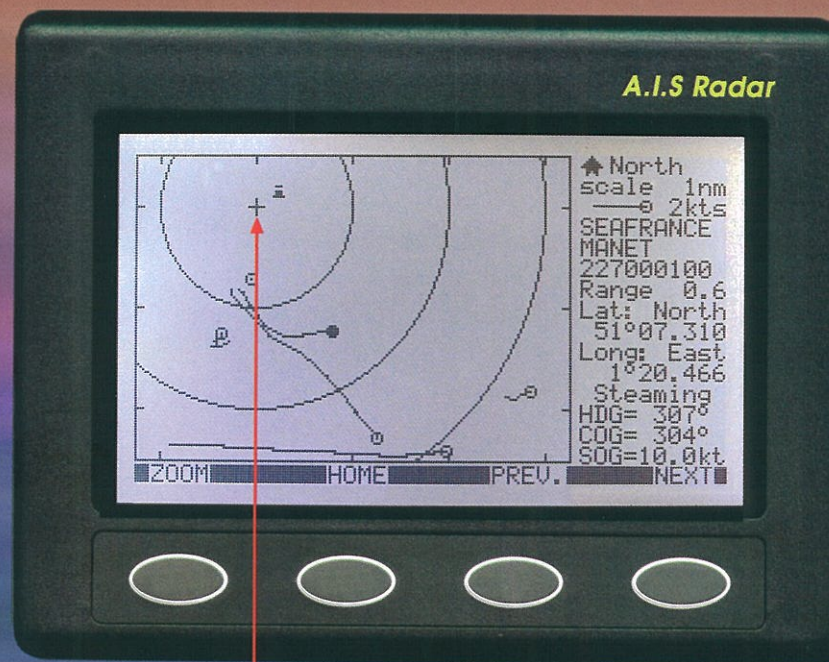 A.I.S Radar
North
scale 1nm
2kts
SEAFRANCE
MANET
227000100
Range 0.6
Lat: North
51°07.310
Long: East
1°20.466
Steaming
HDG= 307°
COG= 304°
SOG=10.0kt
ZOOM HOME PREV. NEXT